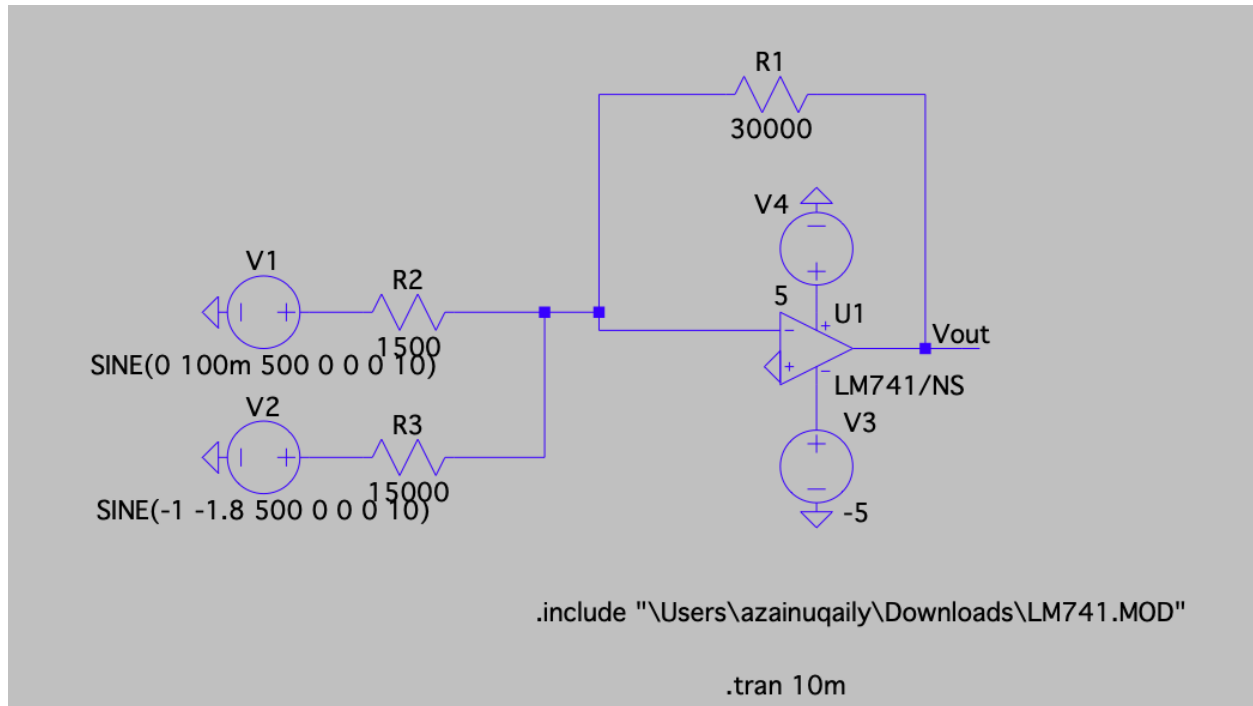 R1
30000
V4
V1
R2
5
U1
Vout
1500
SINE(0 100m 500 0 0 0 10)
LM741/NS
V2
R3
V3
15000
SINE(-1 -1.8 500 0 0 0 10)
-5
.include "\Users\azainuqaily\Downloads\LM741.MOD"
.tran 10m